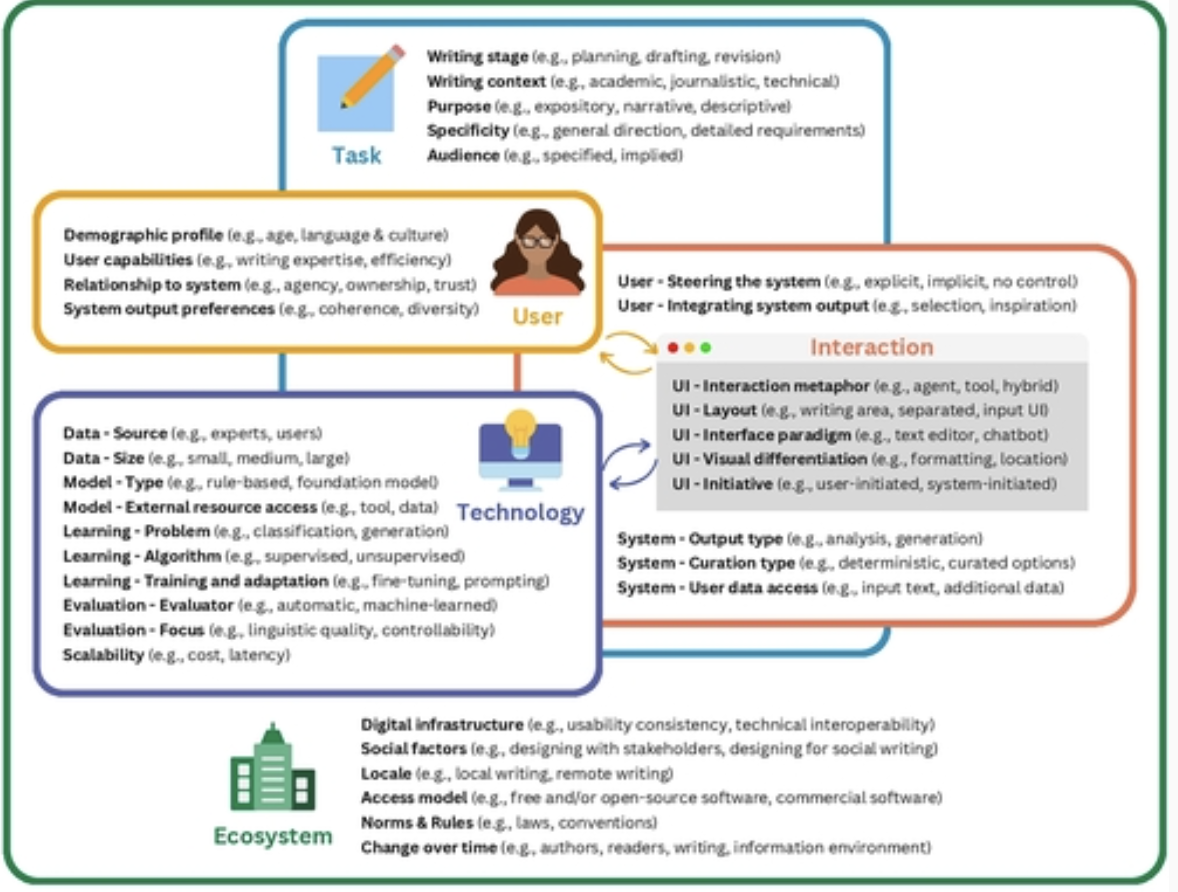 Writing stage (e.g., planning, drafting, revision)
Writing context (e.g., academic, journalistic, technical)
Purpose (e.g., expository, narrative, descriptive)
Specificity (e.g., general direction, detailed requirements)
Audience (e.g., specified, implied)
Task
Demographic profile (e.g., age, language & culture)
User capabilities (e.g., writing expertise, efficiency)
Relationship to system (e.g., agency, ownership, trust)
System output preferences (e.g., coherence, diversity)
User
User - Steering the system (e.g., explicit, implicit, no control)
User - Integrating system output (e.g., selection, inspiration)
Interaction
UI - Interaction metaphor (e.g., agent, tool, hybrid)
UI - Layout (e.g., writing area, separated, input UI)
UI - Interface paradigm (e.g., text editor, chatbot)
UI - Visual differentiation (e.g., formatting, location)
UI - Initiative (e.g., user-initiated, system-initiated)
System - Output type (e.g., analysis, generation)
System - Curation type (e.g., deterministic, curated options)
System - User data access (e.g., input text, additional data)
Data - Source (e.g., experts, users)
Data - Size (e.g., small, medium, large)
Model - Type (e.g., rule-based, foundation model)
Model - External resource access (e.g., tool, data)
Learning - Problem (e.g., classification, generation)
Learning - Algorithm (e.g., supervised, unsupervised)
Learning - Training and adaptation (e.g., fine-tuning, prompting)
Evaluation - Evaluator (e.g., automatic, machine-learned)
Evaluation - Focus (e.g., linguistic quality, controllability)
Scalability (e.g., cost, latency)
Technology
Digital infrastructure (e.g., usability consistency, technical interoperability)
Social factors (e.g., designing with stakeholders, designing for social writing)
Locale (e.g., local writing, remote writing)
Access model (e.g., free and/or open-source software, commercial software)
Norms & Rules (e.g., laws, conventions)
Change over time (e.g., authors, readers, writing, information environment)
Ecosystem